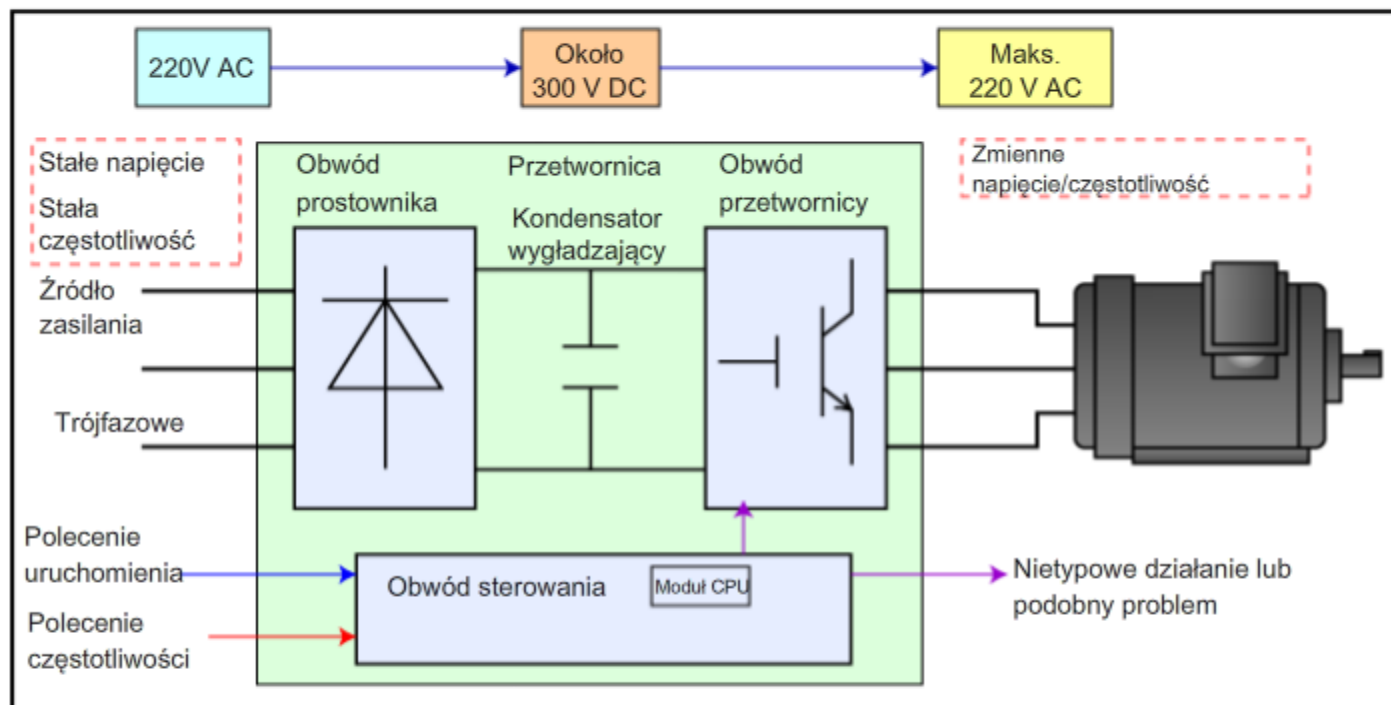 220V AC
Około
300 V DC
Maks.
220 V AC
Stałe napięcie
Stała
częstotliwość
Obwód
prostownika
Przetwornica
Kondensator
wygładzający
Obwód
przetwornicy
Zmienne
napięcie/częstotliwość
Źródło
zasilania
Trójfazowe
Polecenie
uruchomienia
Polecenie
częstotliwości
Obwód sterowania
Moduł CPU
Nietypowe działanie lub
podobny problem